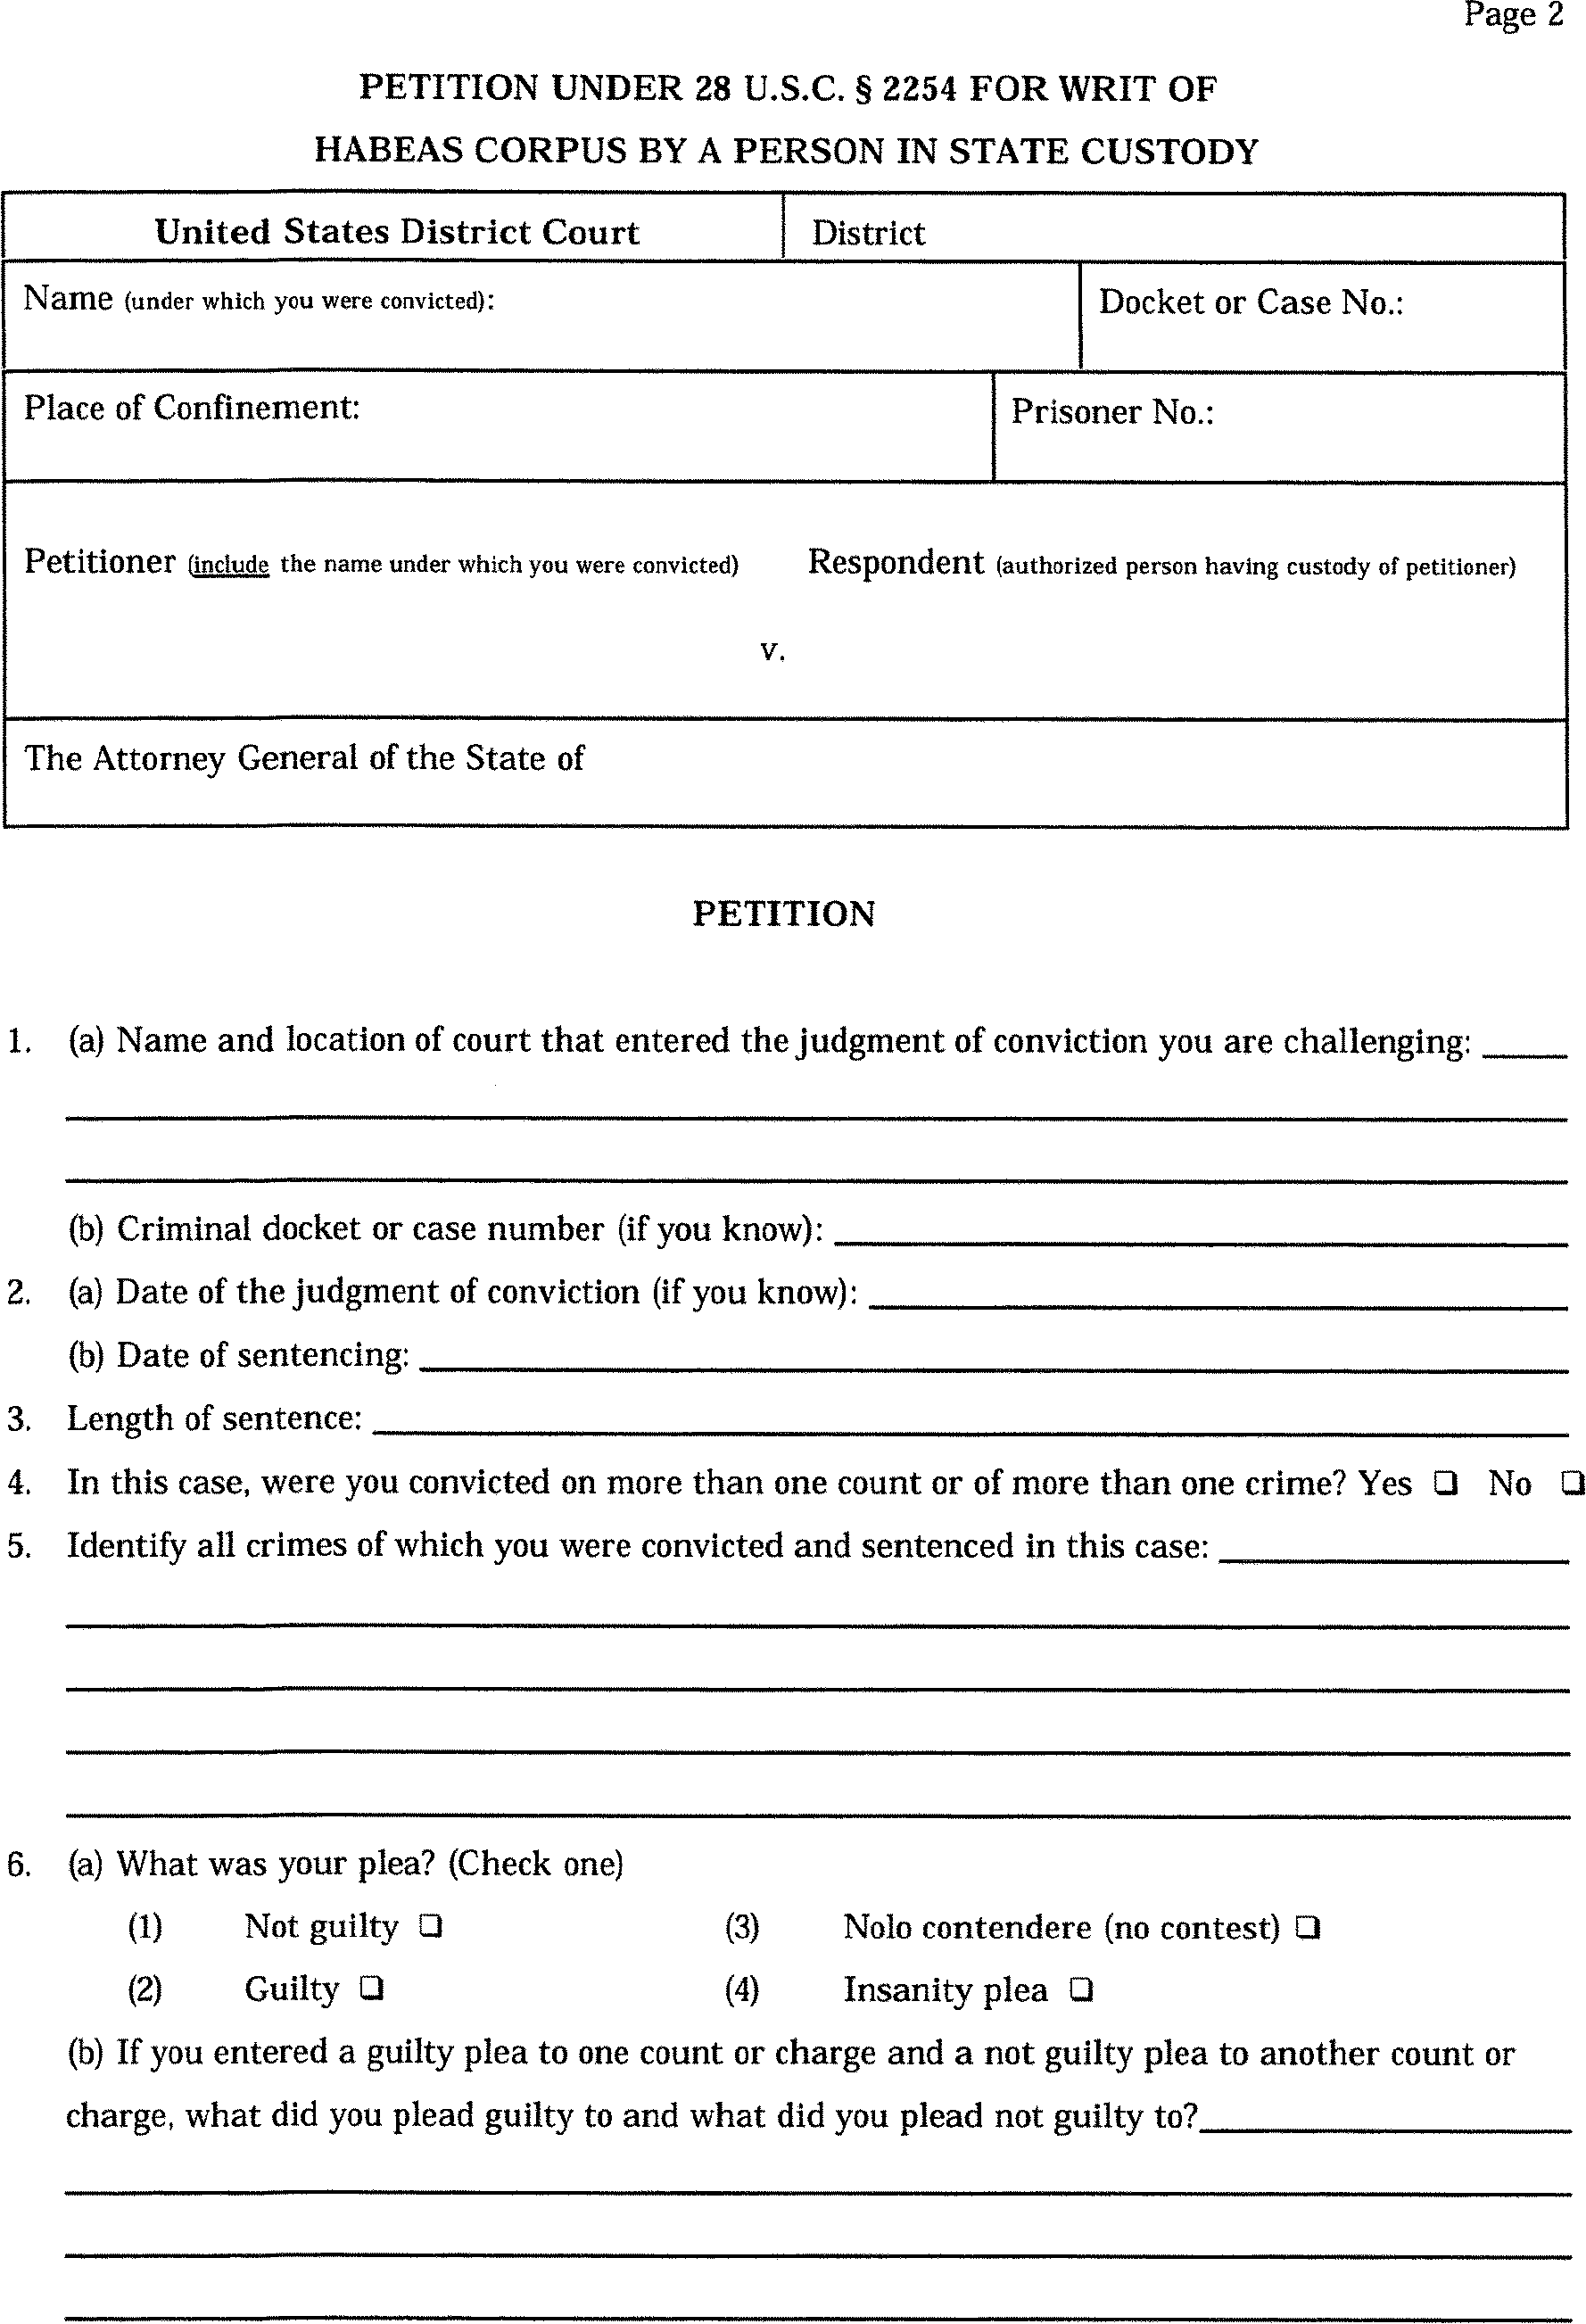 Page 2
PETITION UNDER 28 U.S.C. § 2254 FOR WRIT OF
HABEAS CORPUS BY A PERSON IN STATE CUSTODY
United States District Court District
Name (under which you were convicted): Docket or Case No.:
Place of Confinement: Prisoner No.:
Petitioner (include the name under which you were convicted) Respondent (authorized person having custody of petitioner)
v.
The Attorney General of the State of
PETITION
1. (a) Name and location of court that entered the judgment of conviction you are challenging:
(b) Criminal docket or case number (if you know):
2. (a) Date of the judgment of conviction (if you know):
(b) Date of sentencing:
3. Length of sentence:
4. In this case, were you convicted on more than one count or of more than one crime? Yes ❏ No ❏
5. Identify all crimes of which you were convicted and sentenced in this case:
6. (a) What was your plea? (Check one)
(1) Not guilty ❏ (3) Nolo contendere (no contest) ❏
(2) Guilty ❏ (4) Insanity plea ❏
(b) If you entered a guilty plea to one count or charge and a not guilty plea to another count or
charge, what did you plead guilty to and what did you plead not guilty to?